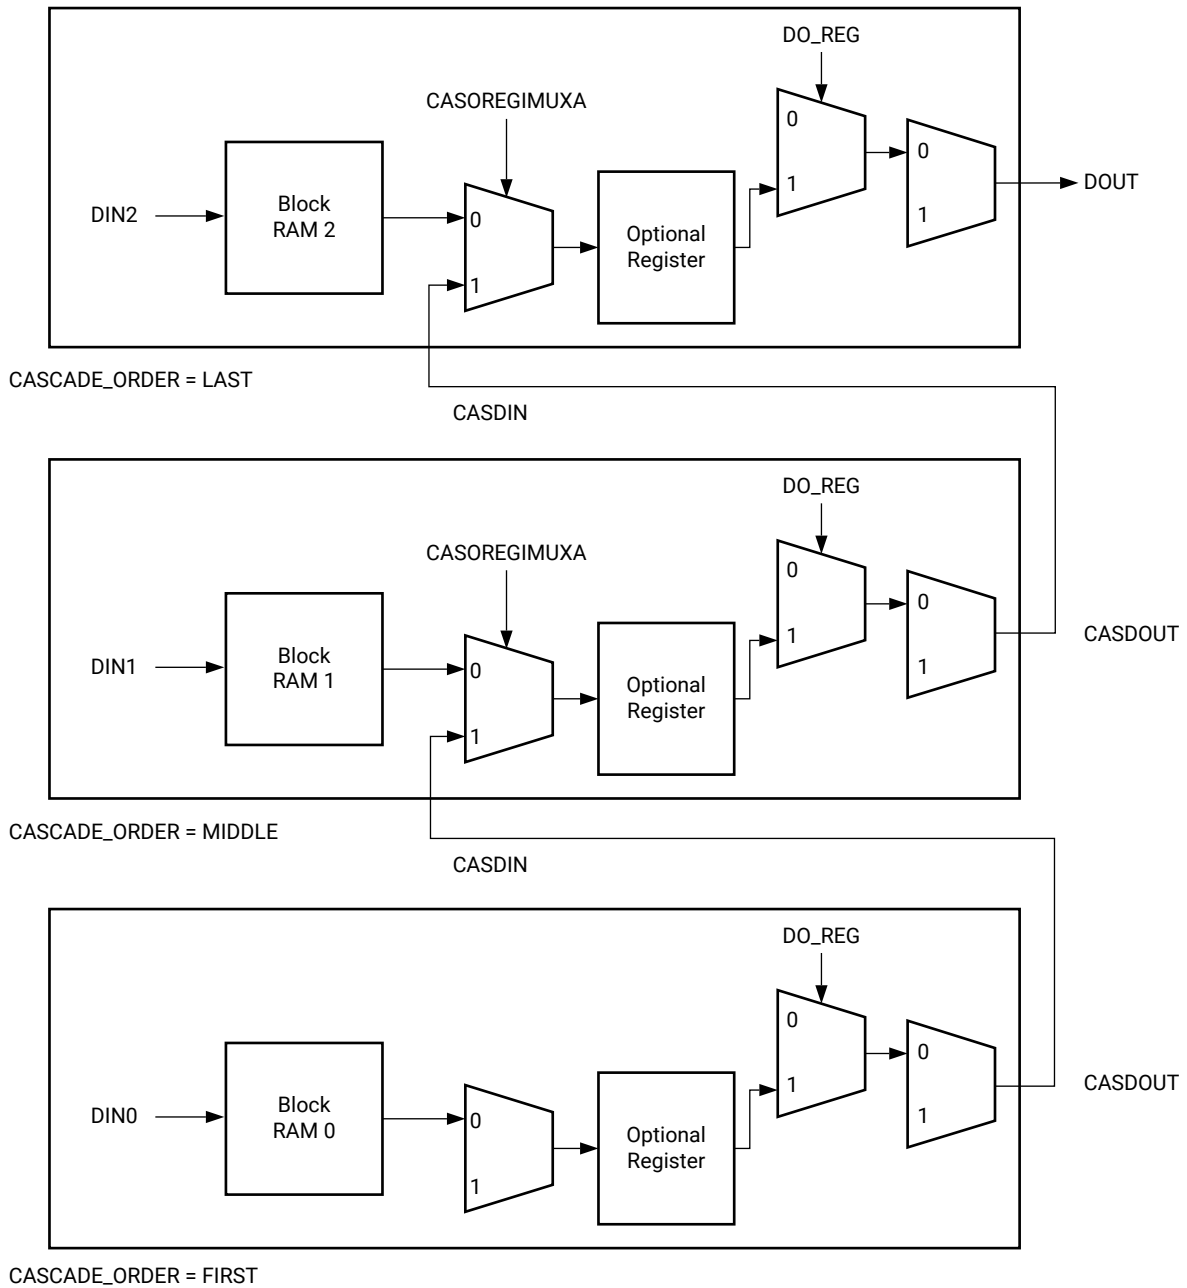 DO_REG
CASOREGIMUXA
0
0
Block
RAM 2
1
DIN2
0
DOUT
1
Optional
Register
1
CASCADE_ORDER = LAST
CASDIN
DO_REG
CASOREGIMUXA
0
0
Block
RAM 1
1
CASDOUT
DIN1
0
1
Optional
Register
1
CASCADE_ORDER = MIDDLE
CASDIN
DO_REG
0
0
Block
RAM 0
1
CASDOUT
DIN0
0
1
Optional
Register
1
CASCADE_ORDER = FIRST